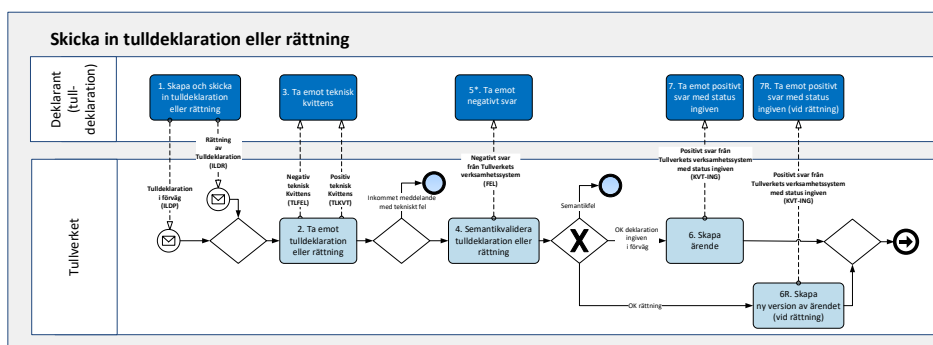 Skicka in tulldeklaration eller rättning
Deklarant
(tull-
deklaration)
1. Skapa och skicka
in tulldeklaration
eller rättning
3. Ta emot teknisk
kvittens
5*. Ta emot
negativt svar
7. Ta emot positivt
svar med status
ingiven
7R. Ta emot positivt
svar med status
ingiven (vid rättning)
Rättning
av
Tulldeklaration
(ILDR)
Tulldeklaration
i förväg
(ILDP)
Negativ
teknisk
Kvittens
(TLFEL)
Positiv
teknisk
Kvittens
(TLKVT)
Negativt svar
från Tullverkets
verksamhetssystem
(FEL)
Positivt svar från
Tullverkets verksamhetssystem
med status ingiven
(KVT-ING)
Positivt svar från
Tullverkets verksamhetssystem
med status ingiven
(KVT-ING)
Tullverket
Inkommet meddelande
med tekniskt fel
Semantikfel
2. Ta emot
tulldeklaration
eller rättning
4. Semantikvalidera
tulldeklaration eller
rättning
OK deklaration
ingiven
i förväg
6. Skapa
ärende
OK rättning
6R. Skapa
ny version av ärendet
(vid rättning)